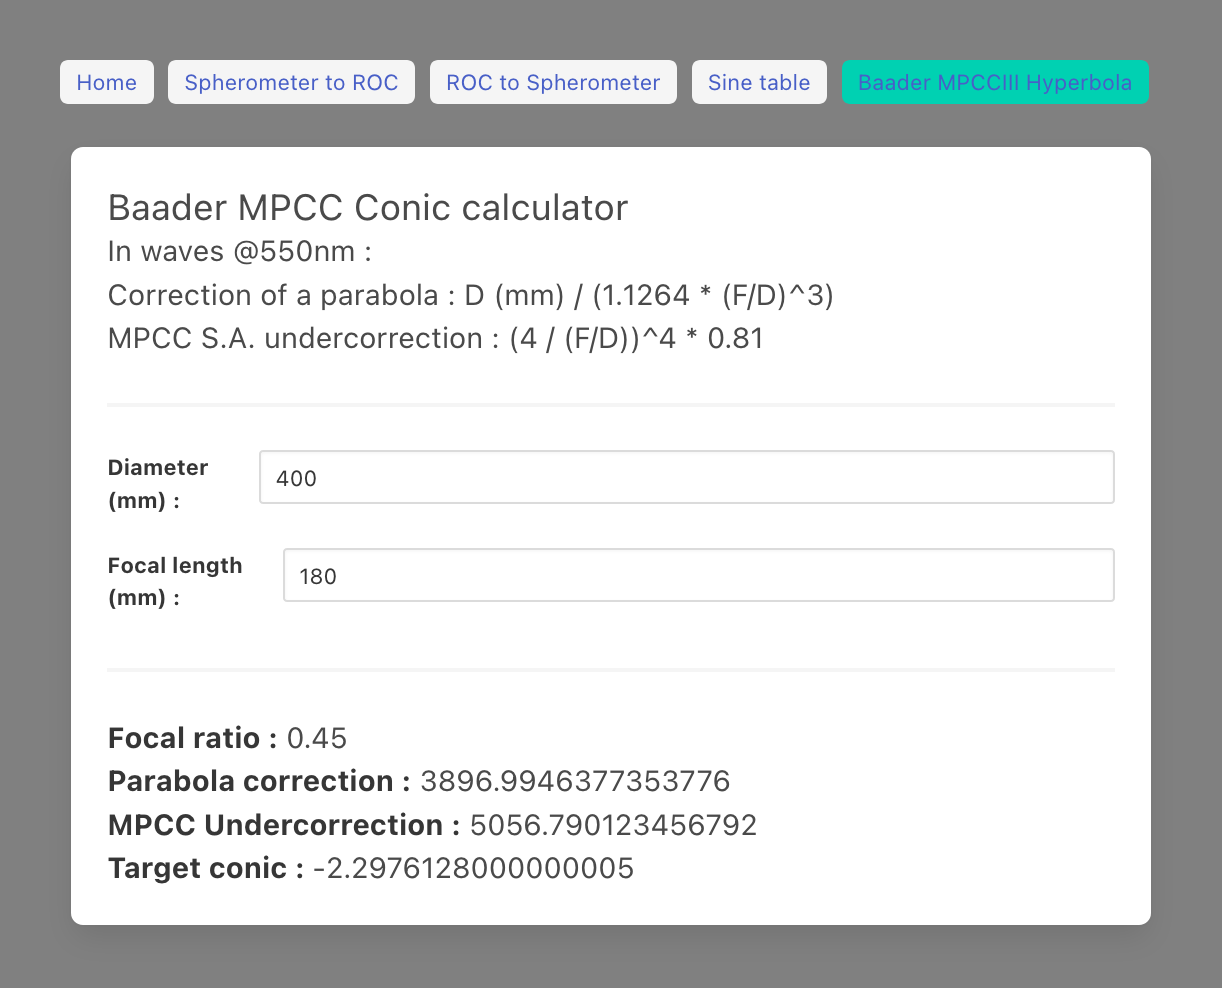 Home
Spherometer to ROC
ROC to Spherometer
Sine table
Baader MPCCIII Hyperbola
Baader MPCC Conic calculator
In waves @550nm :
Correction of a parabola : D (mm) / (1.1264 * (F/D)^3)
MPCC S.A. undercorrection : (4 / (F/D))^4 * 0.81
Diameter
(mm) :
400
Focal length
(mm) :
180
Focal ratio : 0.45
Parabola correction : 3896.9946377353776
MPCC Undercorrection : 5056.790123456792
Target conic : -2.2976128000000005